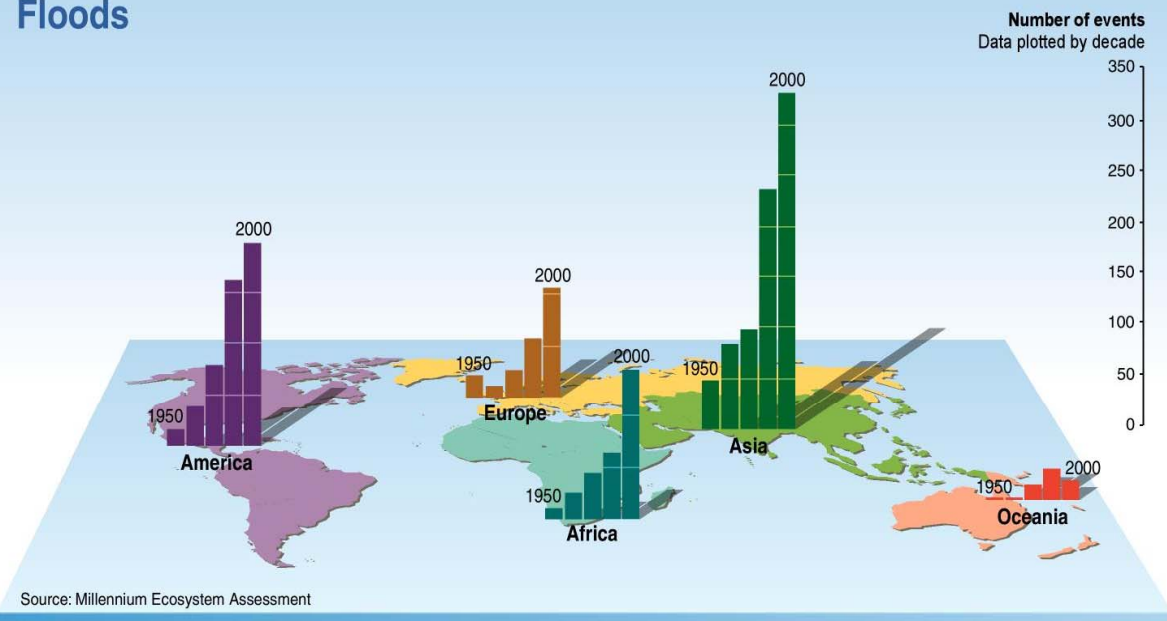 Floods
Number of events
Data plotted by decade
350
300
250
200
150
100
50
0
2000
1950
America
2000
1950
Europe
2000
1950
Africa
2000
1950
Asia
2000
1950
Oceania
Source: Millennium Ecosystem Assessment